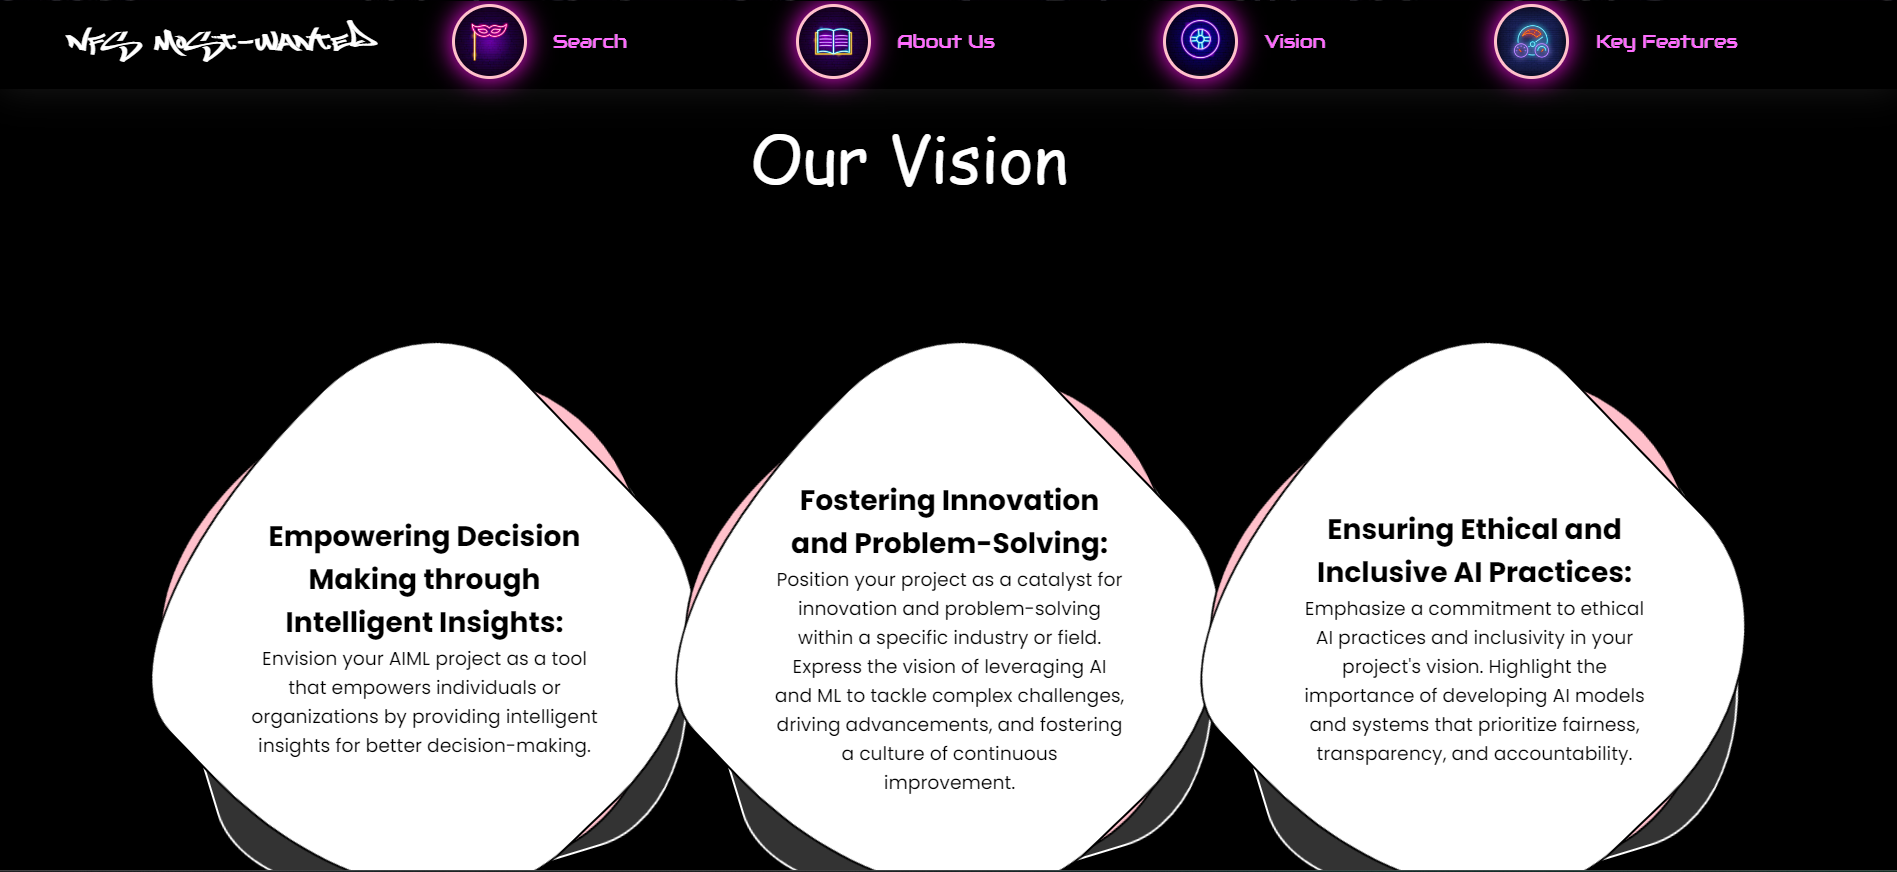 NFS MOST-WANTED Search About Us Vision Key Features
Our Vision
Empowering Decision
Making through
Intelligent Insights:
Envision your AIML project as a tool
that empowers individuals or
organizations by providing intelligent
insights for better decision-making.
Fostering Innovation
and Problem-Solving:
Position your project as a catalyst for
innovation and problem-solving
within a specific industry or field.
Express the vision of leveraging AI
and ML to tackle complex challenges,
driving advancements, and fostering
a culture of continuous
improvement.
Ensuring Ethical and
Inclusive AI Practices:
Emphasize a commitment to ethical
AI practices and inclusivity in your
project's vision. Highlight the
importance of developing AI models
and systems that prioritize fairness,
transparency, and accountability.